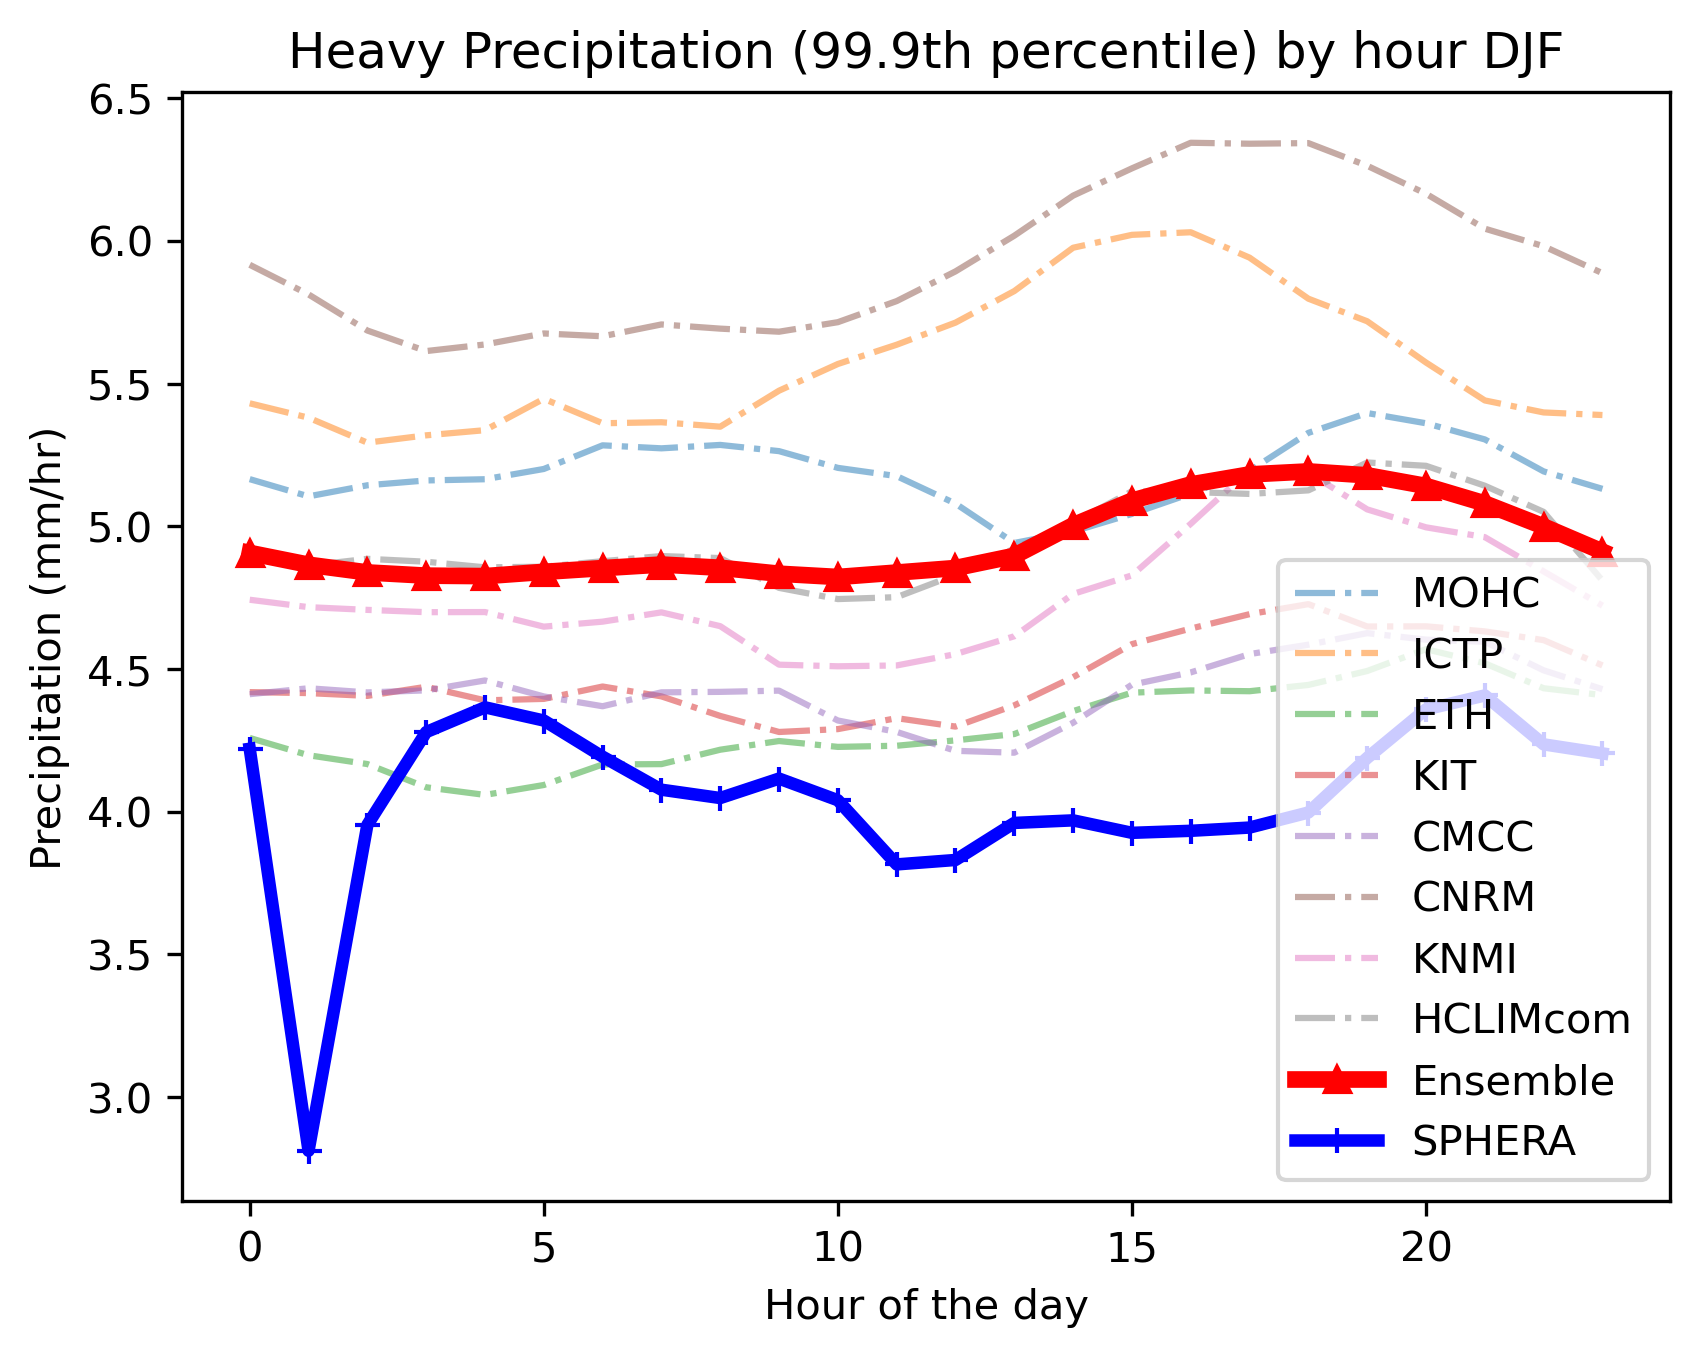 Heavy Precipitation (99.9th percentile) by hour DJF
6.5
6.0
5.5
5.0
4.5
4.0
3.5
3.0
Precipitation (mm/hr)
MOHC
ICTP
ETH
KIT
CMCC
CNRM
KNMI
HCLIMcom
Ensemble
SPHERA
0 5 10 15 20
Hour of the day